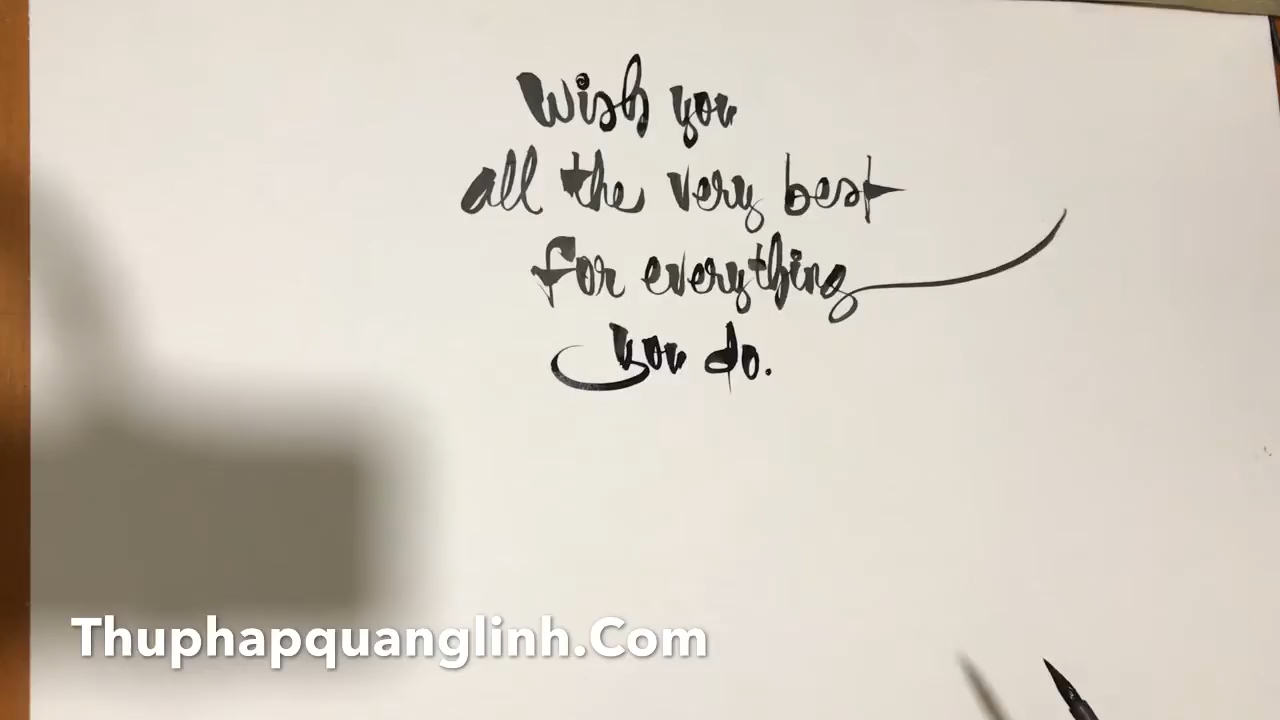 Wish you
all the very best
for everything
you do.
Thuphapquanglinh.Com